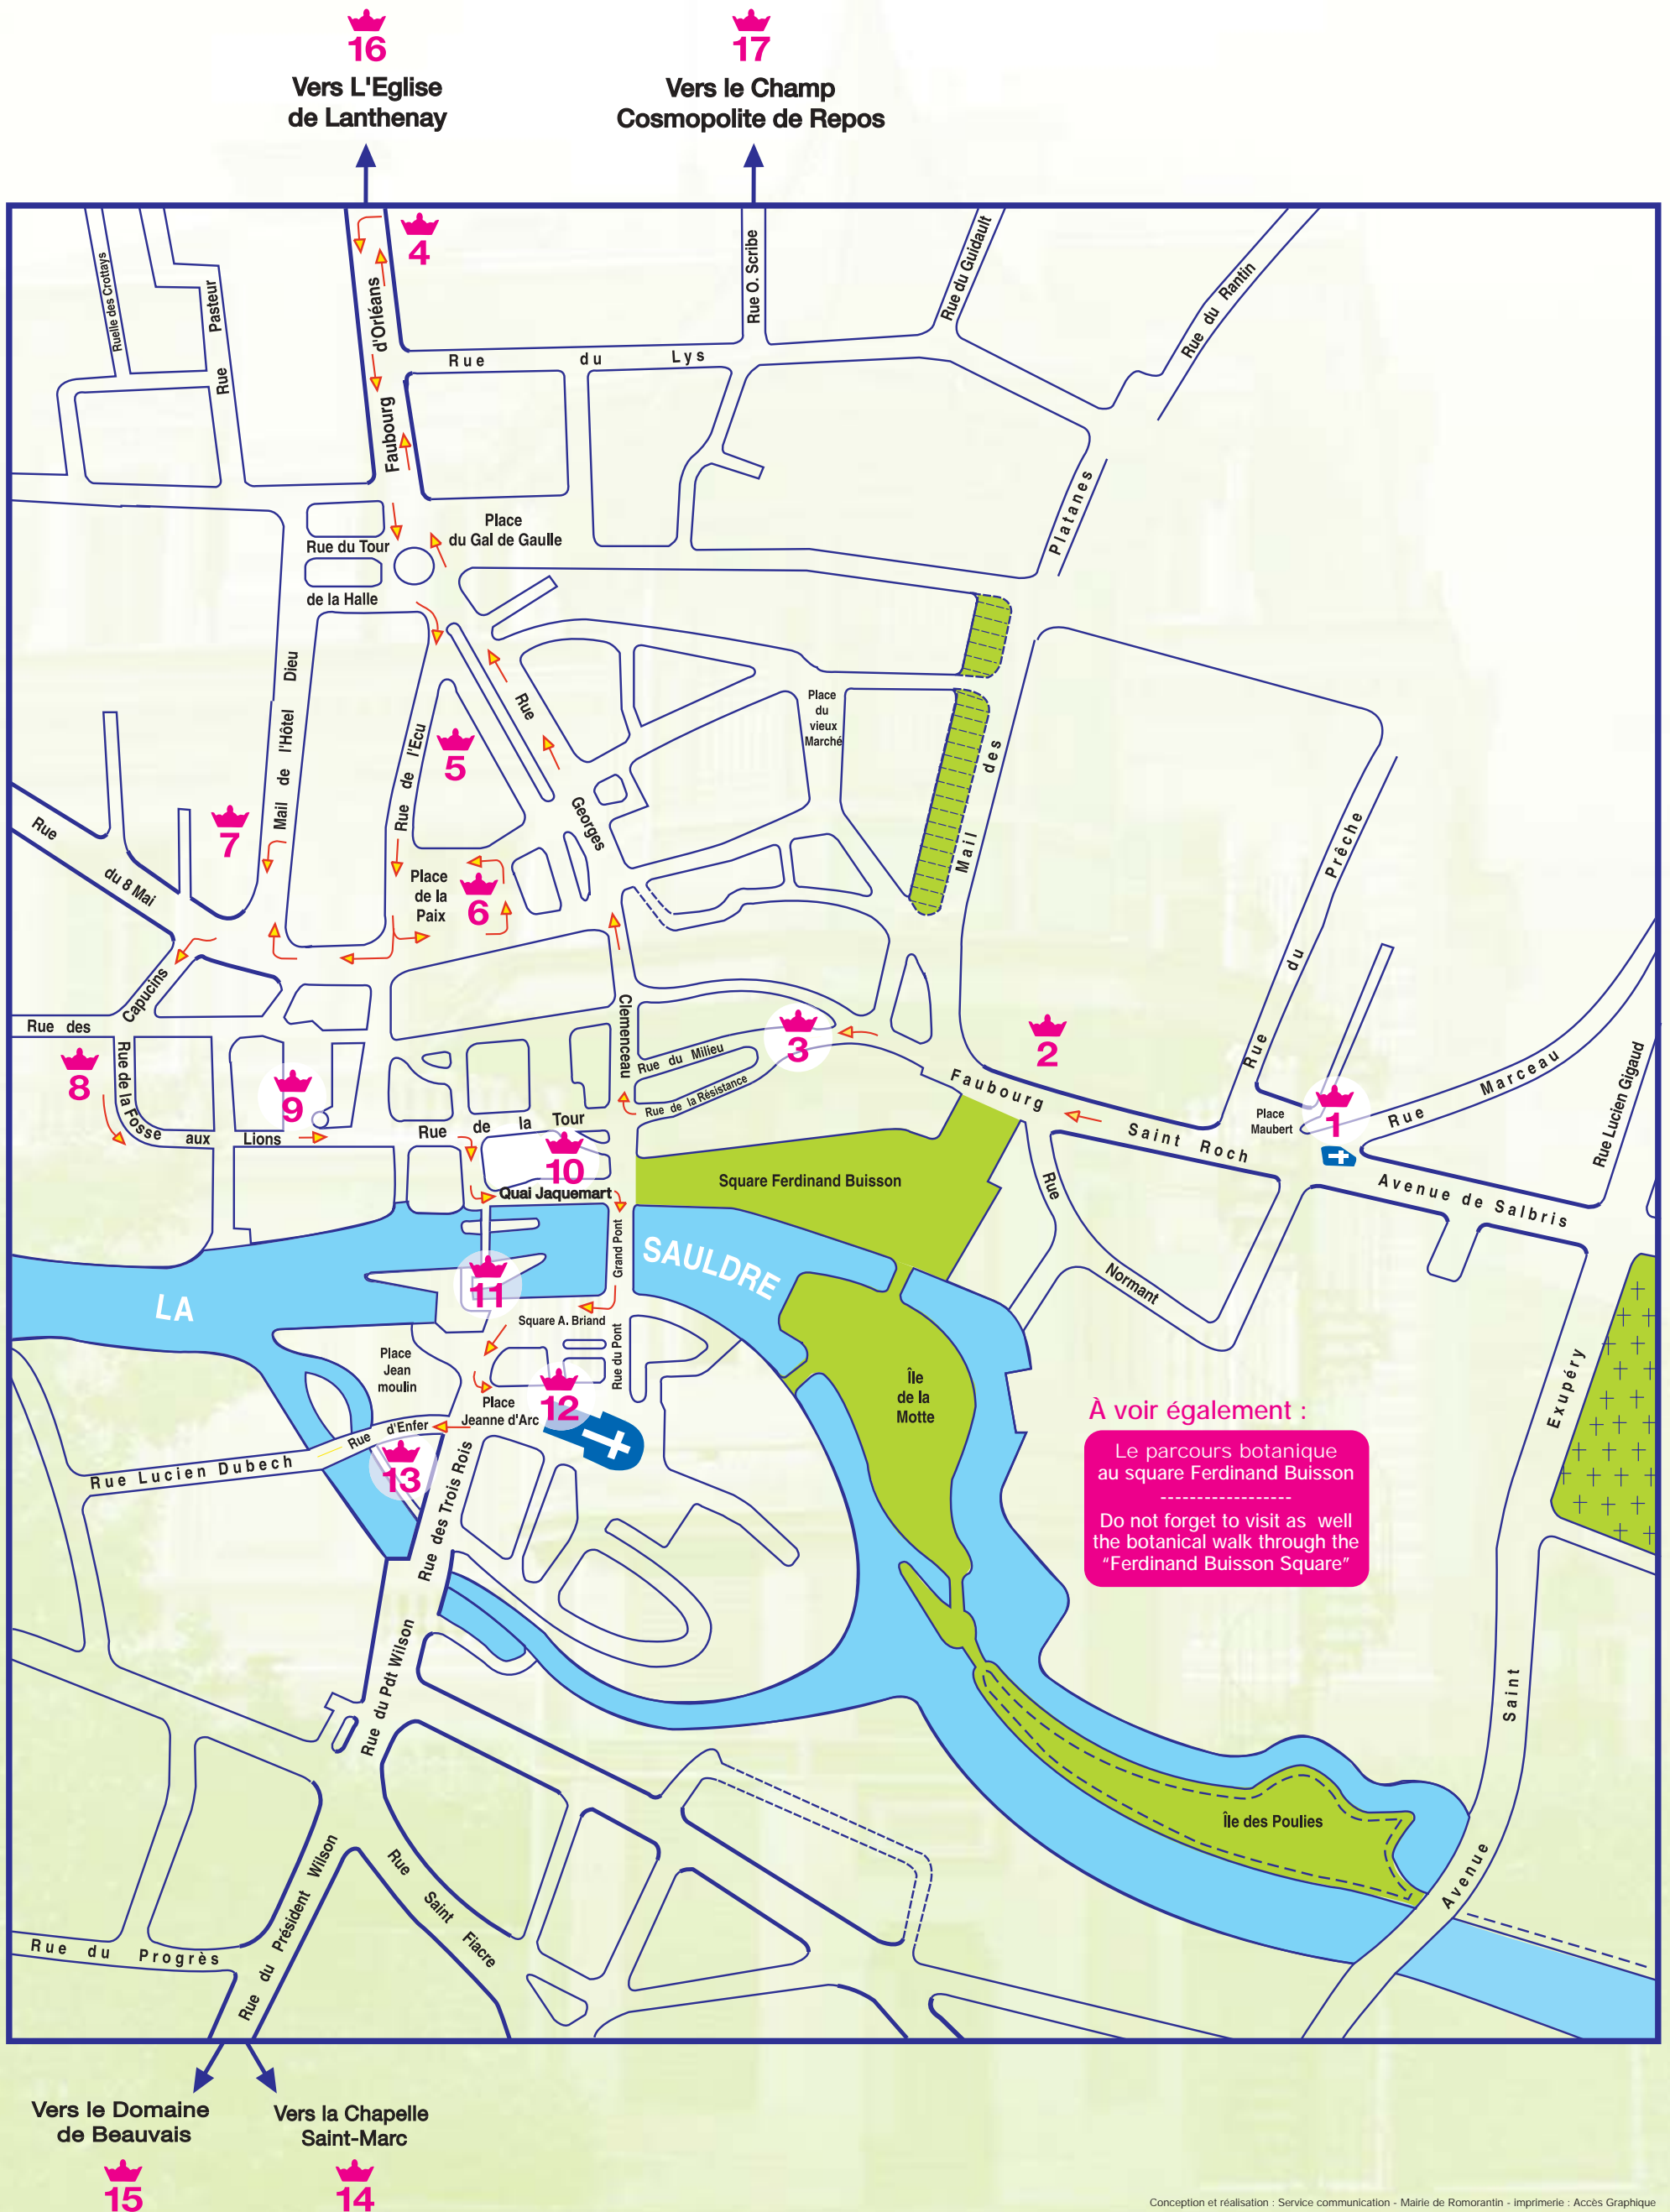 16
Vers L'Eglise
de Lanthenay
17
Vers le Champ
Cosmopolite de Repos
4
Ruelle des Crottays
Rue Pasteur
Faubourg d'Orléans
Rue O. Scribe
Rue du Guidault
Rue du Rantin
Rue du Lys
Place
du Gal de Gaulle
Rue du Tour
de la Halle
Mail des Platanes
Mail de l'Hôtel Dieu
Rue de l'Ecu
5
Rue Georges Clemenceau
Place
du
vieux
Marché
7
Rue du 8 Mai
Place
de la
Paix
6
Rue du Prêche
Rue des Capucins
8
Rue de la Fosse aux Lions
9
Rue du Milieu
Rue de la Résistance
3
2
Faubourg Saint Roch
Place
Maubert
1
Rue Marceau
Rue Lucien Gigaud
Avenue de Salbris
Rue de la Tour
10
Quai Jaquemart
Square Ferdinand Buisson
Rue Normant
Grand Pont
LA SAULDRE
11
Square A. Briand
Rue du Pont
Place
Jean
moulin
12
Place
Jeanne d'Arc
Rue d'Enfer
13
Rue Lucien Dubech
Rue des Trois Rois
Île
de la
Motte
À voir également :
Le parcours botanique
au square Ferdinand Buisson
------------------
Do not forget to visit as well
the botanical walk through the
“Ferdinand Buisson Square”
Avenue Saint Exupéry
Rue du Pdt Wilson
Île des Poulies
Rue Saint Fiacre
Rue du Président Wilson
Rue du Progrès
Vers le Domaine
de Beauvais
15
Vers la Chapelle
Saint-Marc
14
Conception et réalisation : Service communication - Mairie de Romorantin - imprimerie : Accès Graphique